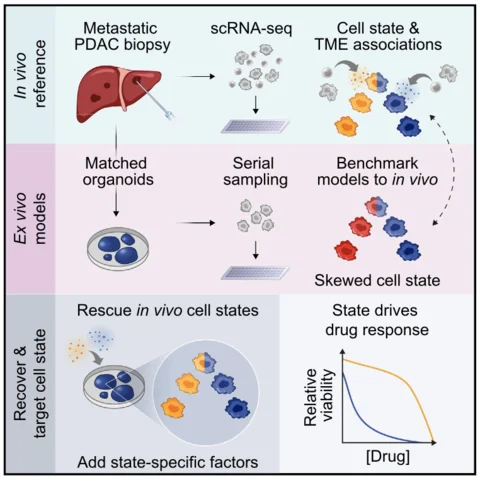 In vivo
reference
Metastatic
PDAC biopsy
scRNA-seq
Cell state &
TME associations
Ex vivo
models
Matched
organoids
Serial
sampling
Benchmark
models to in vivo
Skewed cell state
Recover &
target cell state
Rescue in vivo cell states
Add state-specific factors
State drives
drug response
Relative
viability
[Drug]